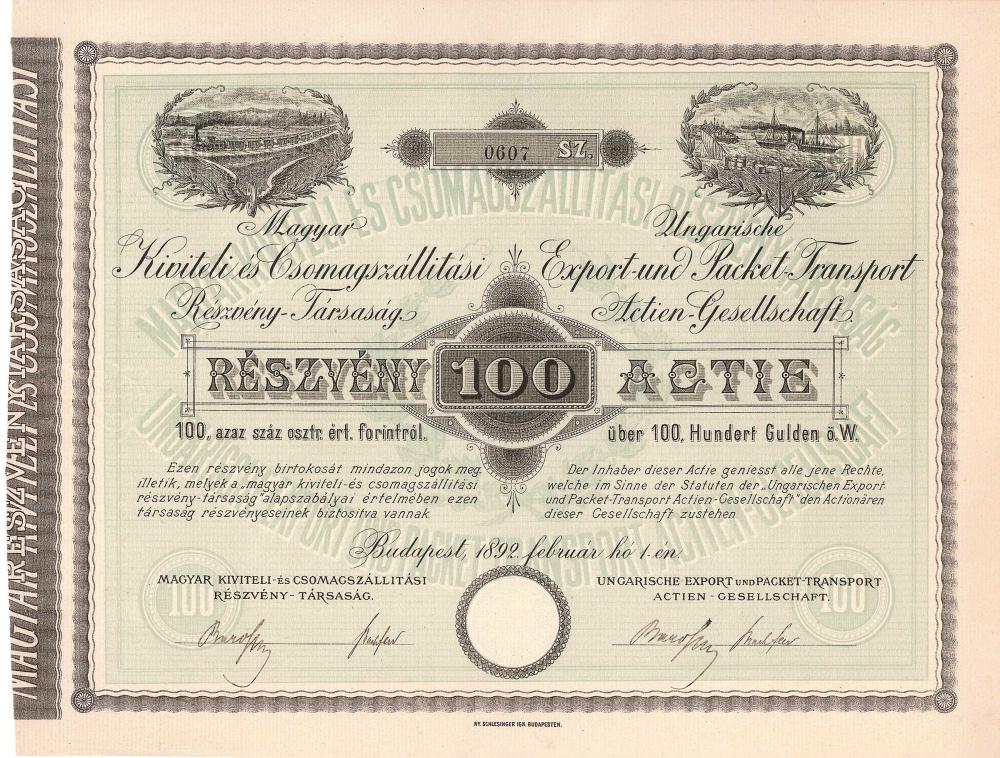 0607 SZ.
Magyar
Kiviteli és Csomagszállitási
Részvény-Társaság.
Ungarische
Export-und Packet-Transport
Actien-Gesellschaft.
RÉSZVÉNY 100 ACTIE
100, azaz száz osztr. ért. forintról.
über 100, Hundert Gulden ö.W.
Ezen részvény birtokosát mindazon jogok meg
illetik, melyek a „magyar kiviteli-és csomagszállitási
részvény-társaság” alapszabályai értelmében ezen
társaság részvényeseinek biztositva vannak.
Der Inhaber dieser Actie geniesst alle jene Rechte,
welche im Sinne der Statuten der „Ungarischen Export
und Packet-Transport Actien-Gesellschaft” den Actionären
dieser Gesellschaft zustehen.
Budapest, 1892. február hó 1-én.
MAGYAR KIVITELI-és CSOMAGSZÁLLITÁSI
RÉSZVÉNY-TÁRSASÁG.
UNGARISCHE EXPORT UND PACKET-TRANSPORT
ACTIEN-GESELLSCHAFT.
100
100
NY. SCHLESINGER IGN. BUDAPESTEN.